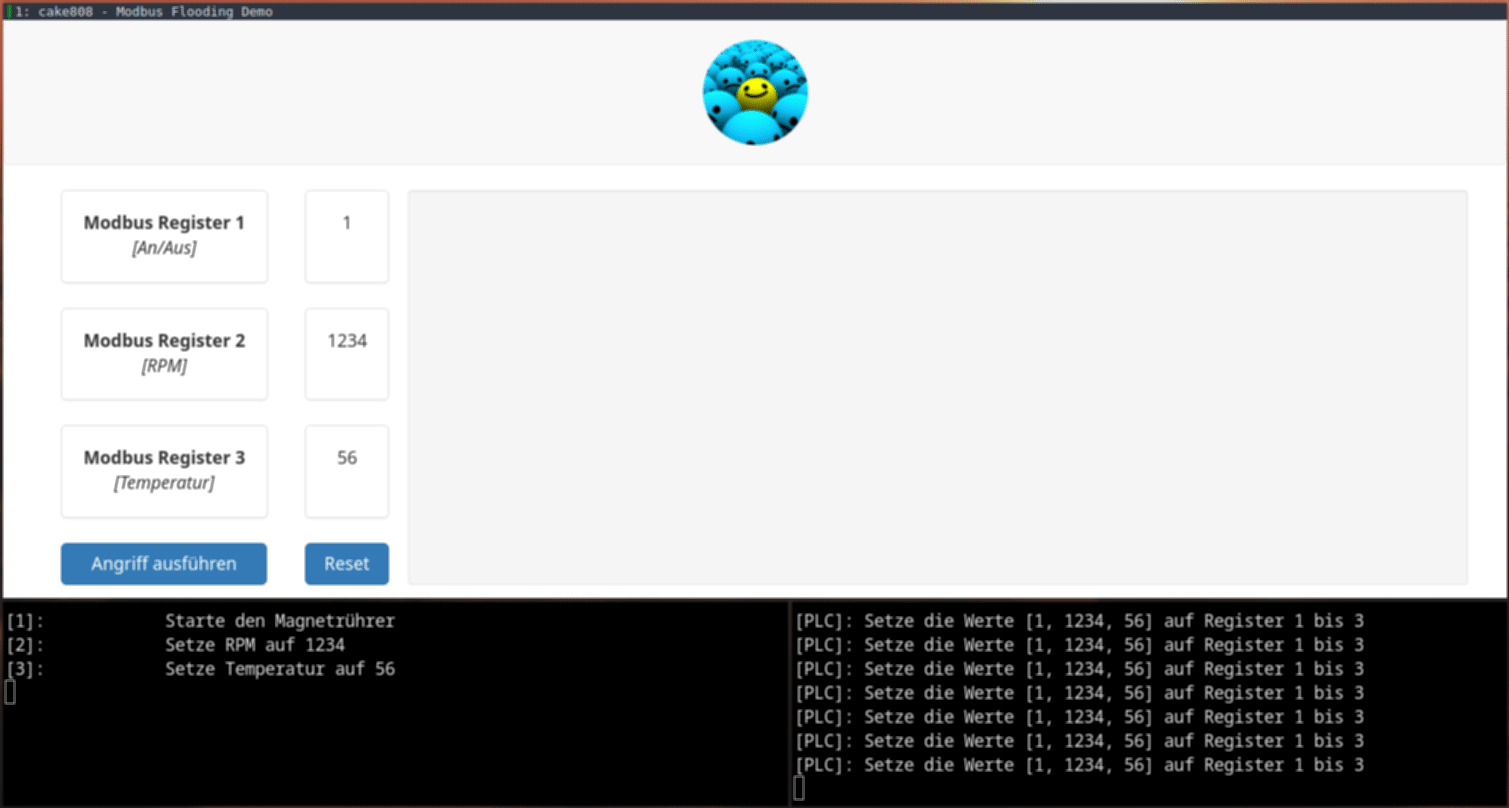 1: cake808 - Modbus Flooding Demo
Modbus Register 1
[An/Aus]
1
Modbus Register 2
[RPM]
1234
Modbus Register 3
[Temperatur]
56
Angriff ausführen
Reset
[1]: Starte den Magnetrührer
[2]: Setze RPM auf 1234
[3]: Setze Temperatur auf 56
[PLC]: Setze die Werte [1, 1234, 56] auf Register 1 bis 3
[PLC]: Setze die Werte [1, 1234, 56] auf Register 1 bis 3
[PLC]: Setze die Werte [1, 1234, 56] auf Register 1 bis 3
[PLC]: Setze die Werte [1, 1234, 56] auf Register 1 bis 3
[PLC]: Setze die Werte [1, 1234, 56] auf Register 1 bis 3
[PLC]: Setze die Werte [1, 1234, 56] auf Register 1 bis 3
[PLC]: Setze die Werte [1, 1234, 56] auf Register 1 bis 3